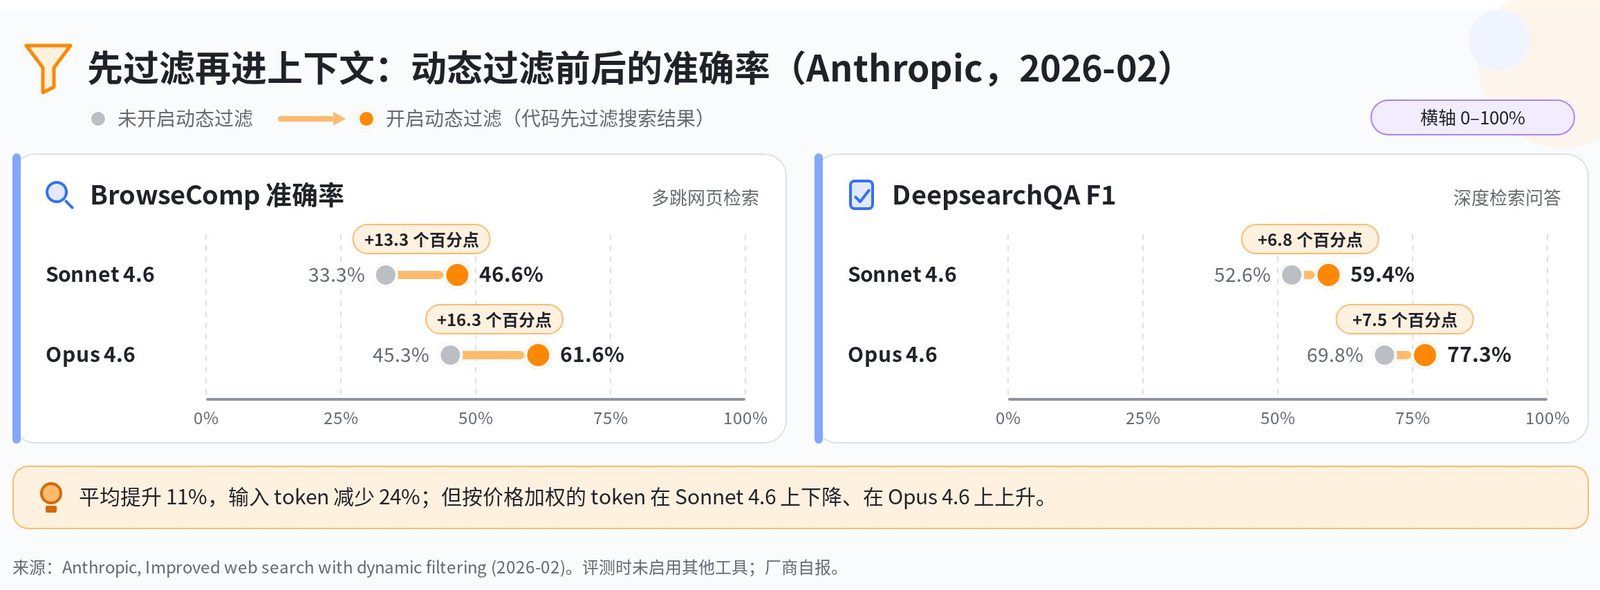 先过滤再进上下文：动态过滤前后的准确率（Anthropic，2026-02）
未开启动态过滤 开启动态过滤（代码先过滤搜索结果）
横轴 0–100%
BrowseComp 准确率
多跳网页检索
+13.3 个百分点
Sonnet 4.6 33.3% 46.6%
+16.3 个百分点
Opus 4.6 45.3% 61.6%
0% 25% 50% 75% 100%
DeepsearchQA F1
深度检索问答
+6.8 个百分点
Sonnet 4.6 52.6% 59.4%
+7.5 个百分点
Opus 4.6 69.8% 77.3%
0% 25% 50% 75% 100%
平均提升 11%，输入 token 减少 24%；但按价格加权的 token 在 Sonnet 4.6 上下降、在 Opus 4.6 上上升。
来源：Anthropic, Improved web search with dynamic filtering (2026-02)。评测时未启用其他工具；厂商自报。